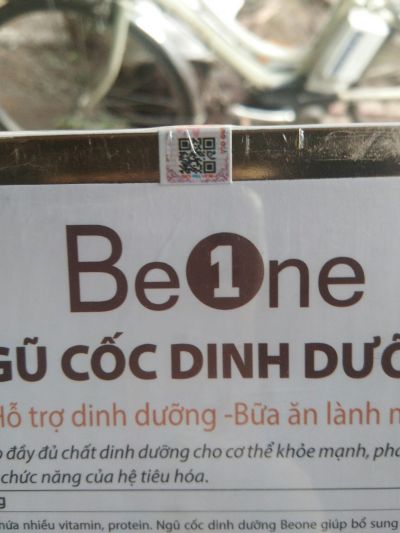 Be1ne
GŨ CỐC DINH DƯỠ
Hỗ trợ dinh dưỡng -Bữa ăn lành
đầy đủ chất dinh dưỡng cho cơ thể khỏe mạnh,
chức năng của hệ tiêu hóa.
g
nhiều vitamin, protein. Ngũ cốc dinh dưỡng Beone giúp bổ sung